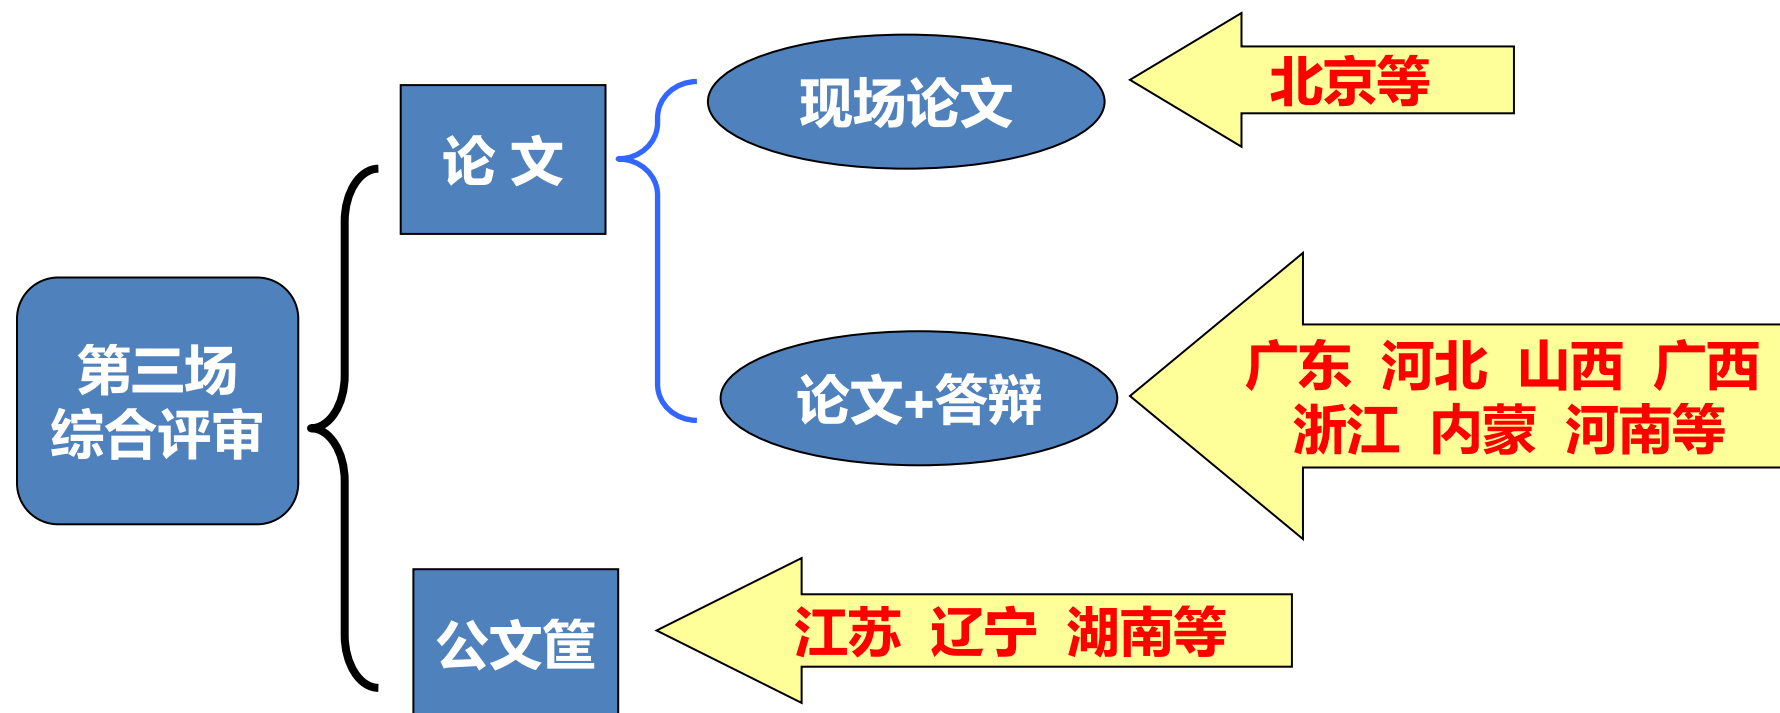 现场论文
北京等
论 文
第三场
综合评审
论文+答辩
广东 河北 山西 广西
浙江 内蒙 河南等
公文筐
江苏 辽宁 湖南等